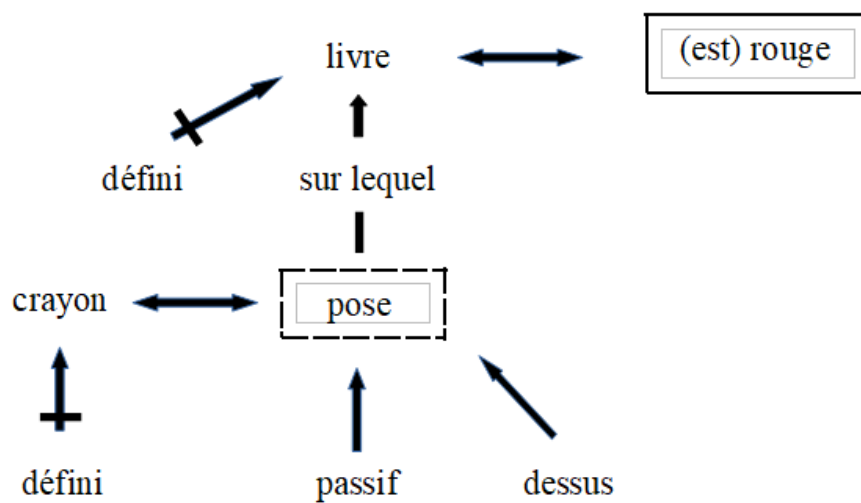 livre
(est) rouge
défini
sur lequel
crayon
pose
défini
passif
dessus